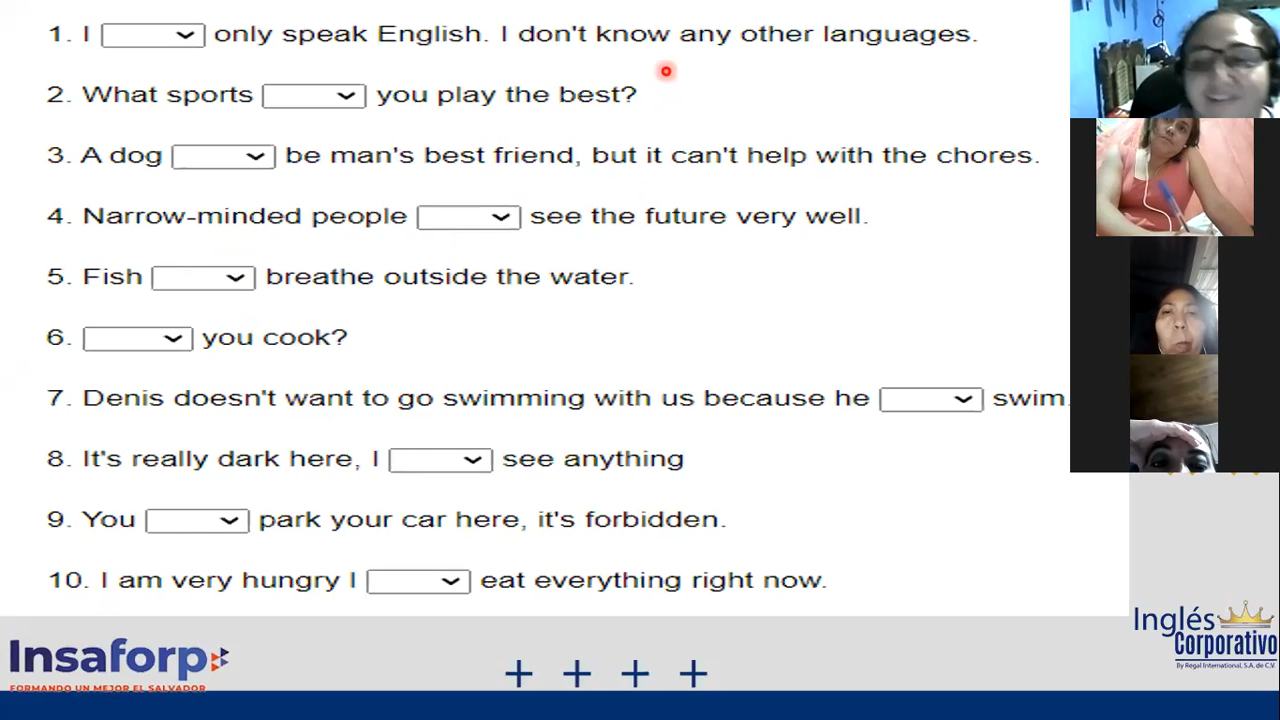 1. I only speak English. I don't know any other languages.
2. What sports you play the best?
3. A dog be man's best friend, but it can't help with the chores.
4. Narrow-minded people see the future very well.
5. Fish breathe outside the water.
6. you cook?
7. Denis doesn't want to go swimming with us because he swim.
8. It's really dark here, I see anything
9. You park your car here, it's forbidden.
10. I am very hungry I eat everything right now.
Insaforp
FORMANDO UN MEJOR EL SALVADOR
Inglés
Corporativo
By Regal International, S.A. de C.V.